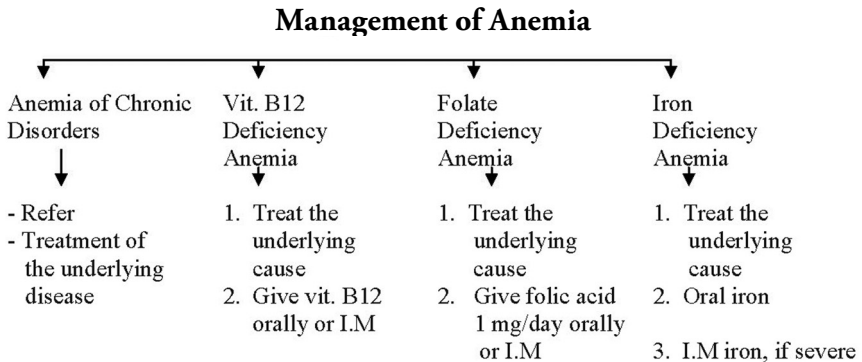 Management of Anemia
Anemia of Chronic
Disorders
- Refer
- Treatment of
the underlying
disease
Vit. B12
Deficiency
Anemia
1. Treat the
underlying
cause
2. Give vit. B12
orally or I.M
Folate
Deficiency
Anemia
1. Treat the
underlying
cause
2. Give folic acid
1 mg/day orally
or I.M
Iron
Deficiency
Anemia
1. Treat the
underlying
cause
2. Oral iron
3. I.M iron, if severe